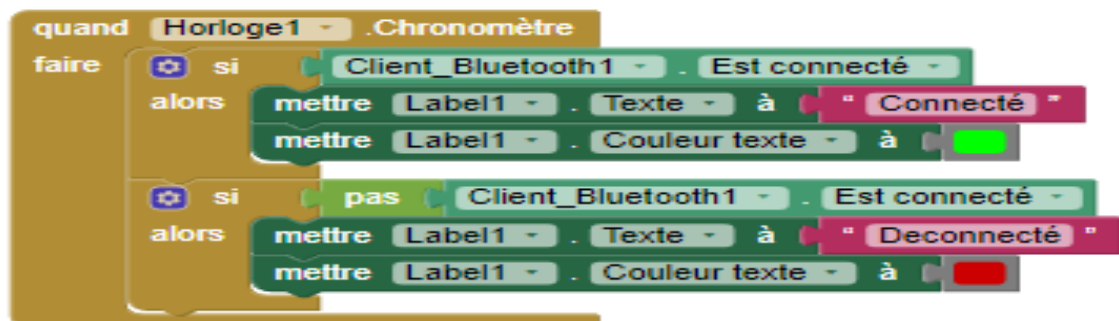 quand Horloge1 .Chronomètre
faire si Client_Bluetooth1 . Est connecté
alors mettre Label1 . Texte à " Connecté "
mettre Label1 . Couleur texte à
si pas Client_Bluetooth1 . Est connecté
alors mettre Label1 . Texte à " Deconnecté "
mettre Label1 . Couleur texte à